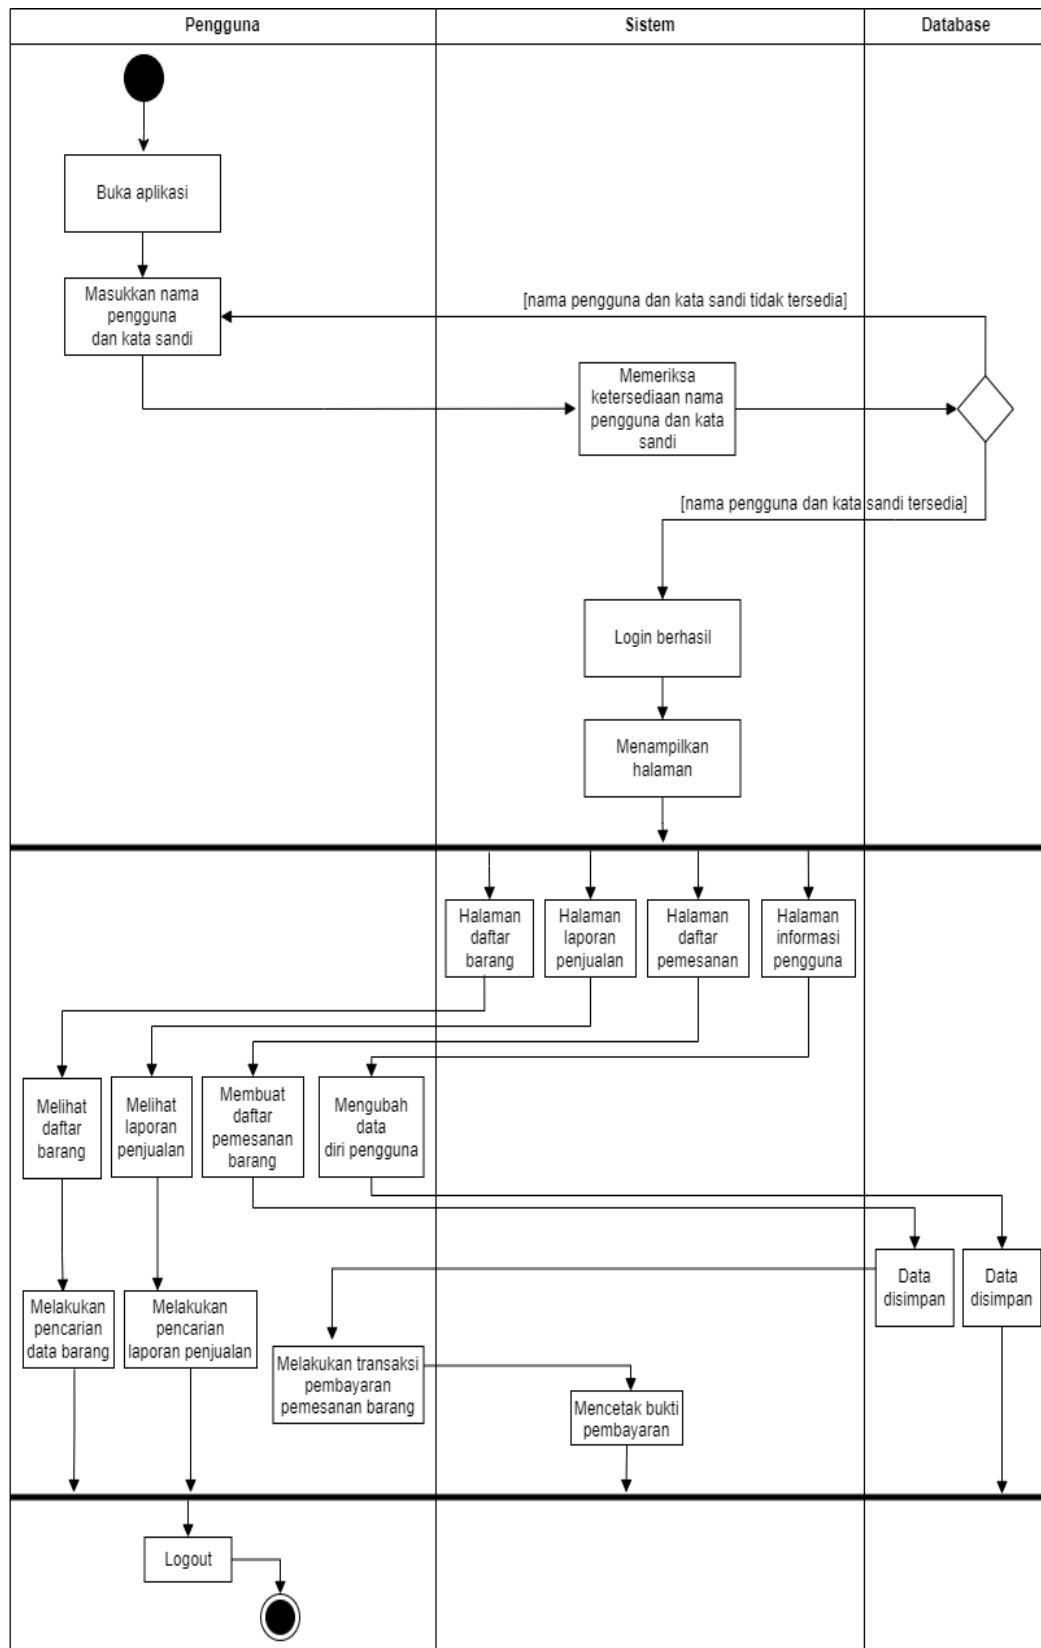 Pengguna
Sistem
Database
Buka aplikasi
Masukkan nama
pengguna
dan kata sandi
[nama pengguna dan kata sandi tidak tersedia]
Memeriksa
ketersediaan nama
pengguna dan kata
sandi
[nama pengguna dan kata sandi tersedia]
Login berhasil
Menampilkan
halaman
Halaman
daftar
barang
Halaman
laporan
penjualan
Halaman
daftar
pemesanan
Halaman
informasi
pengguna
Melihat
daftar
barang
Melihat
laporan
penjualan
Membuat
daftar
pemesanan
barang
Mengubah
data
diri pengguna
Data
disimpan
Data
disimpan
Melakukan
pencarian
data barang
Melakukan
pencarian
laporan penjualan
Melakukan transaksi
pembayaran
pemesanan barang
Mencetak bukti
pembayaran
Logout